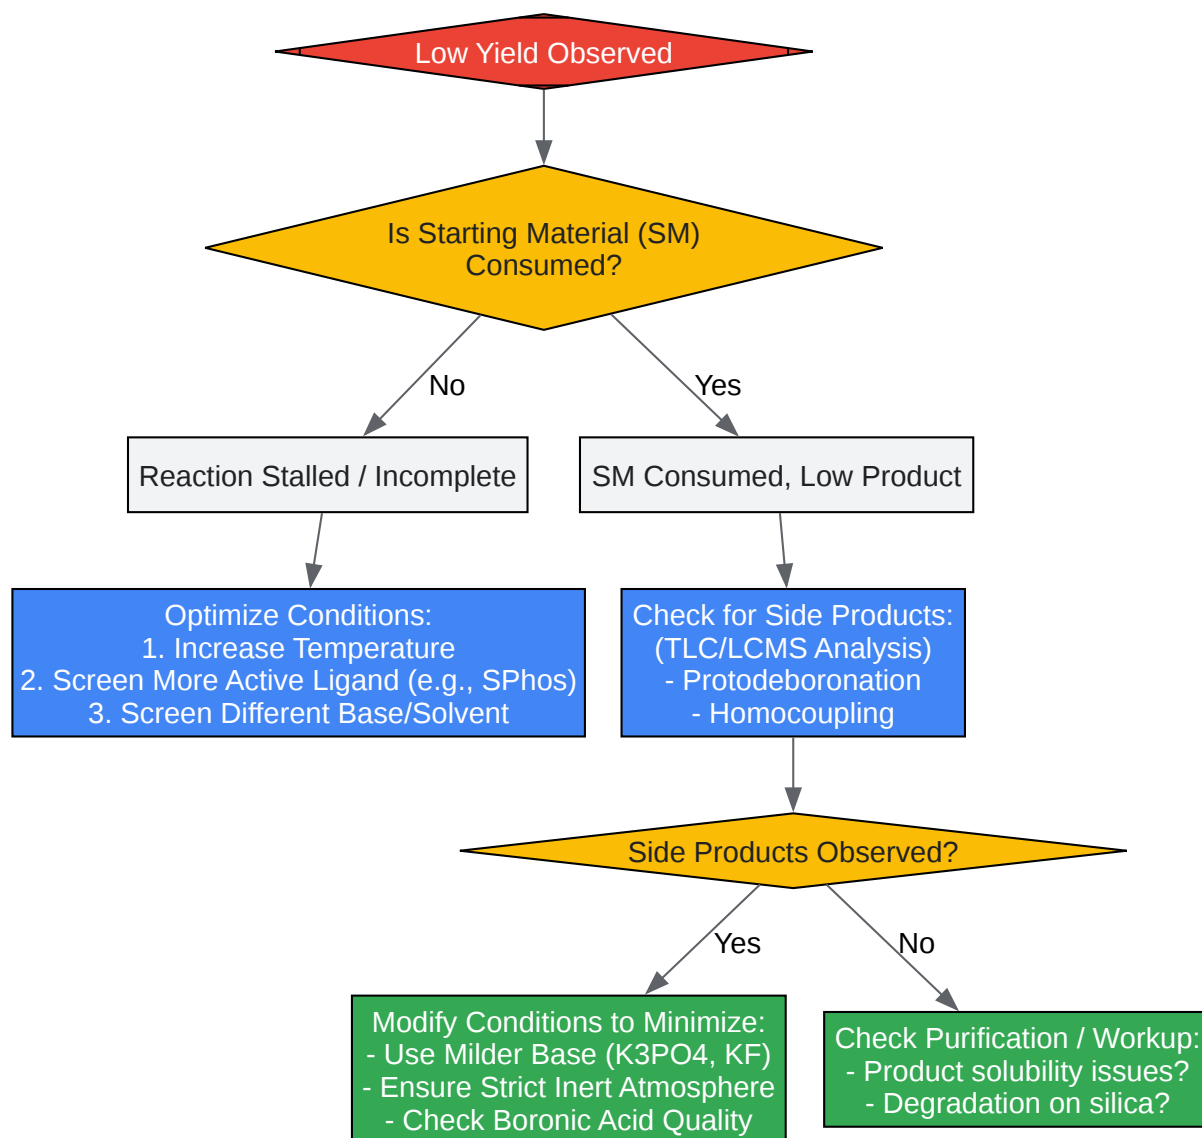 Low Yield Observed
Is Starting Material (SM)
Consumed?
No
Yes
Reaction Stalled / Incomplete
SM Consumed, Low Product
Optimize Conditions:
1. Increase Temperature
2. Screen More Active Ligand (e.g., SPhos)
3. Screen Different Base/Solvent
Check for Side Products:
(TLC/LCMS Analysis)
- Protodeboronation
- Homocoupling
Side Products Observed?
Yes
No
Modify Conditions to Minimize:
- Use Milder Base (K3PO4, KF)
- Ensure Strict Inert Atmosphere
- Check Boronic Acid Quality
Check Purification / Workup:
- Product solubility issues?
- Degradation on silica?